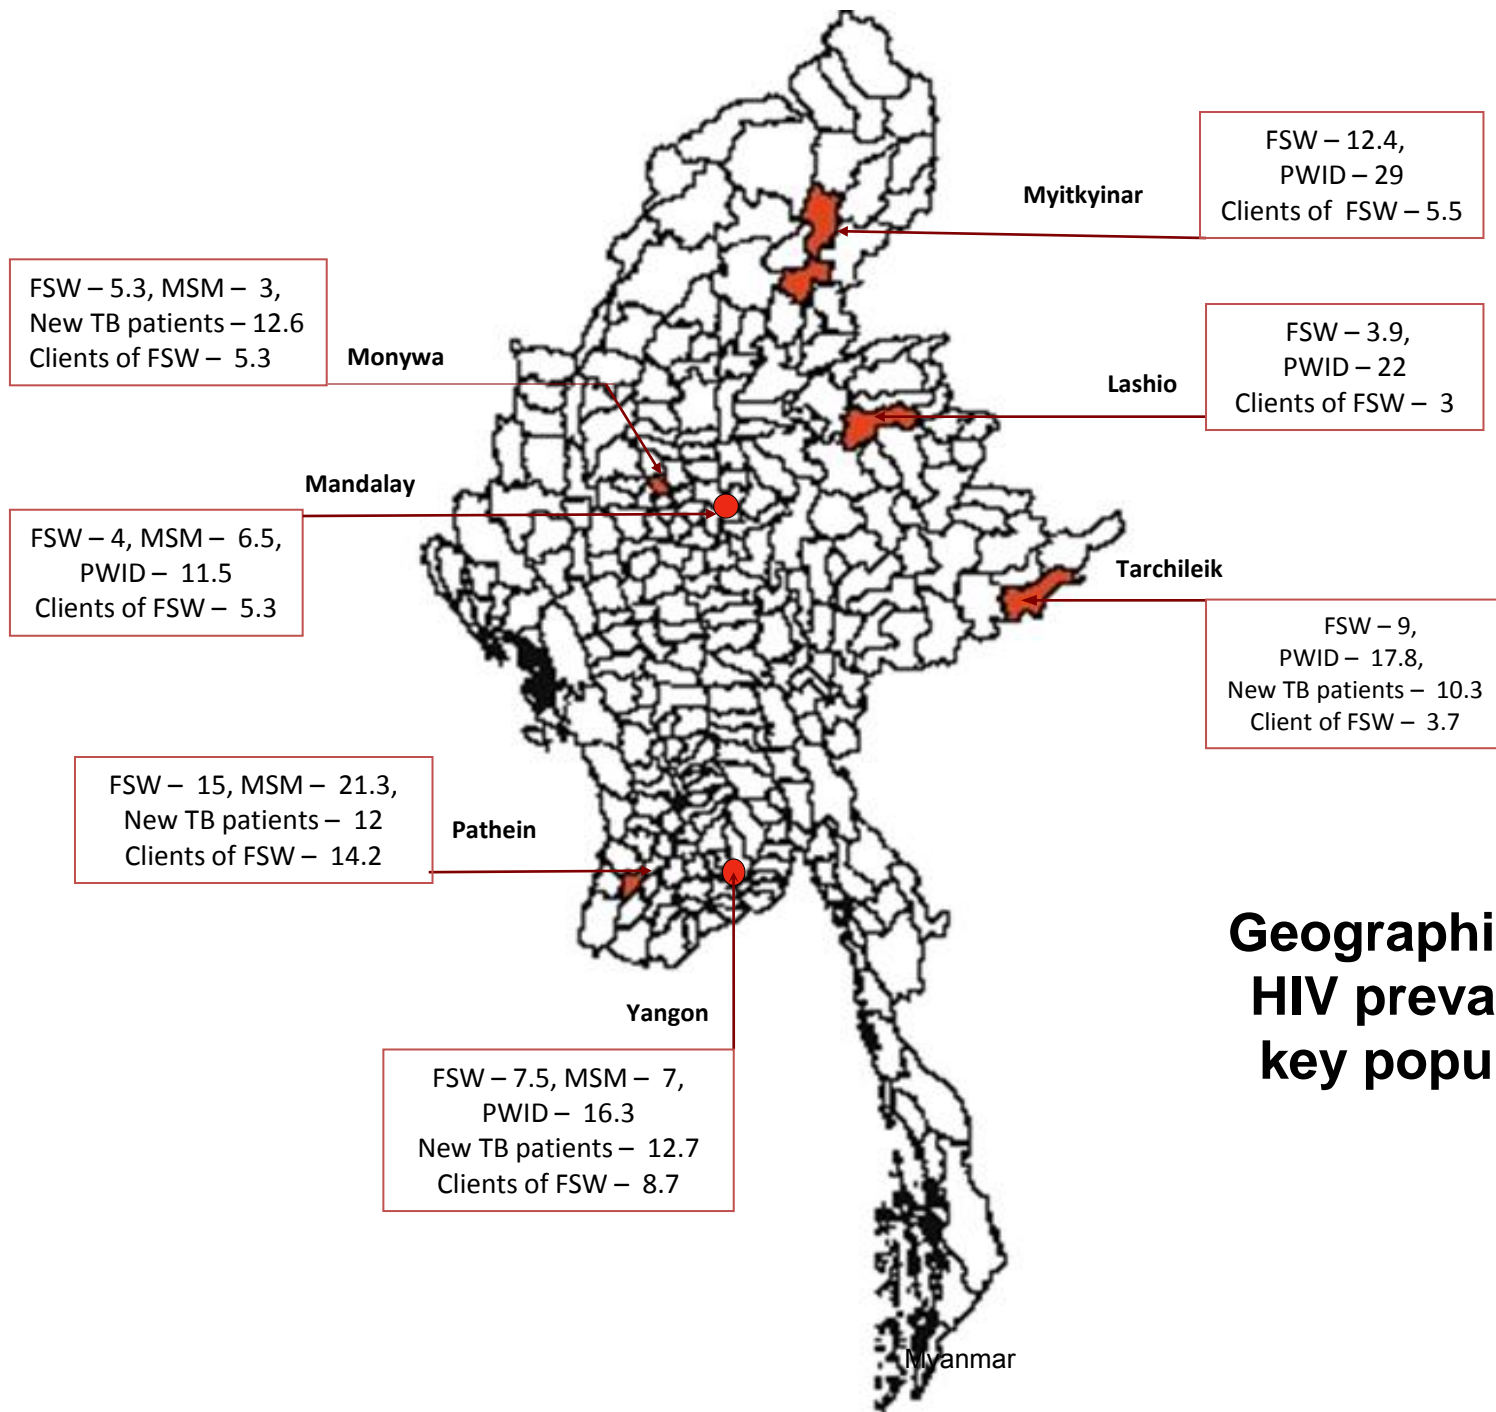 Myitkyinar
FSW – 12.4,
PWID – 29
Clients of FSW – 5.5
FSW – 5.3, MSM – 3,
New TB patients – 12.6
Clients of FSW – 5.3
Monywa
Lashio
FSW – 3.9,
PWID – 22
Clients of FSW – 3
Mandalay
FSW – 4, MSM – 6.5,
PWID – 11.5
Clients of FSW – 5.3
Tarchileik
FSW – 9,
PWID – 17.8,
New TB patients – 10.3
Client of FSW – 3.7
FSW – 15, MSM – 21.3,
New TB patients – 12
Clients of FSW – 14.2
Pathein
Yangon
FSW – 7.5, MSM – 7,
PWID – 16.3
New TB patients – 12.7
Clients of FSW – 8.7
Geographi
HIV preva
key popu
Myanmar